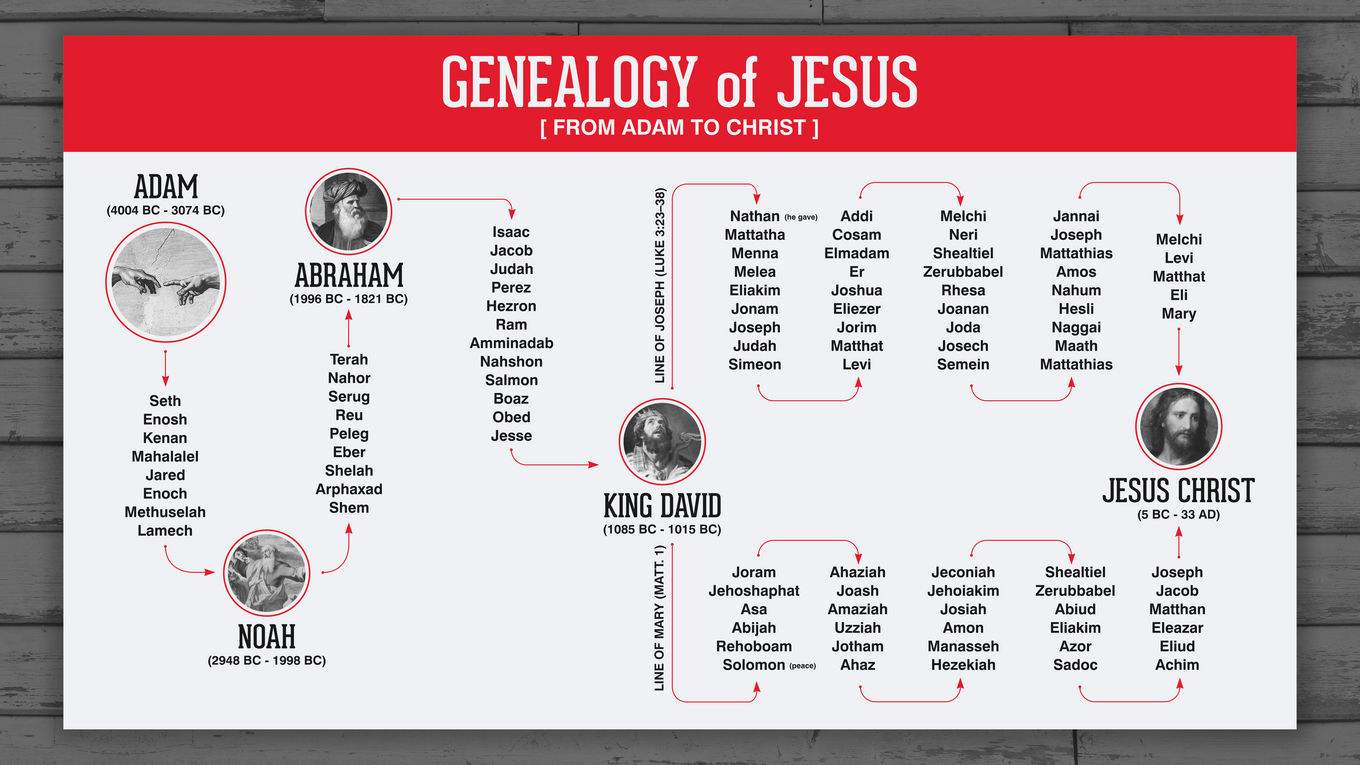 GENEALOGY of JESUS
[ FROM ADAM TO CHRIST ]
ADAM
(4004 BC - 3074 BC)
Seth
Enosh
Kenan
Mahalalel
Jared
Enoch
Methuselah
Lamech
NOAH
(2948 BC - 1998 BC)
Terah
Nahor
Serug
Reu
Peleg
Eber
Shelah
Arphaxad
Shem
ABRAHAM
(1996 BC - 1821 BC)
Isaac
Jacob
Judah
Perez
Hezron
Ram
Amminadab
Nahshon
Salmon
Boaz
Obed
Jesse
KING DAVID
(1085 BC - 1015 BC)
LINE OF JOSEPH (LUKE 3:23–38)
Nathan (he gave)
Mattatha
Menna
Melea
Eliakim
Jonam
Joseph
Judah
Simeon
Addi
Cosam
Elmadam
Er
Joshua
Eliezer
Jorim
Matthat
Levi
Melchi
Neri
Shealtiel
Zerubbabel
Rhesa
Joanan
Joda
Josech
Semein
Jannai
Joseph
Mattathias
Amos
Nahum
Hesli
Naggai
Maath
Mattathias
Melchi
Levi
Matthat
Eli
Mary
JESUS CHRIST
(5 BC - 33 AD)
LINE OF MARY (MATT. 1)
Joram
Jehoshaphat
Asa
Abijah
Rehoboam
Solomon (peace)
Ahaziah
Joash
Amaziah
Uzziah
Jotham
Ahaz
Jeconiah
Jehoiakim
Josiah
Amon
Manasseh
Hezekiah
Shealtiel
Zerubbabel
Abiud
Eliakim
Azor
Sadoc
Joseph
Jacob
Matthan
Eleazar
Eliud
Achim